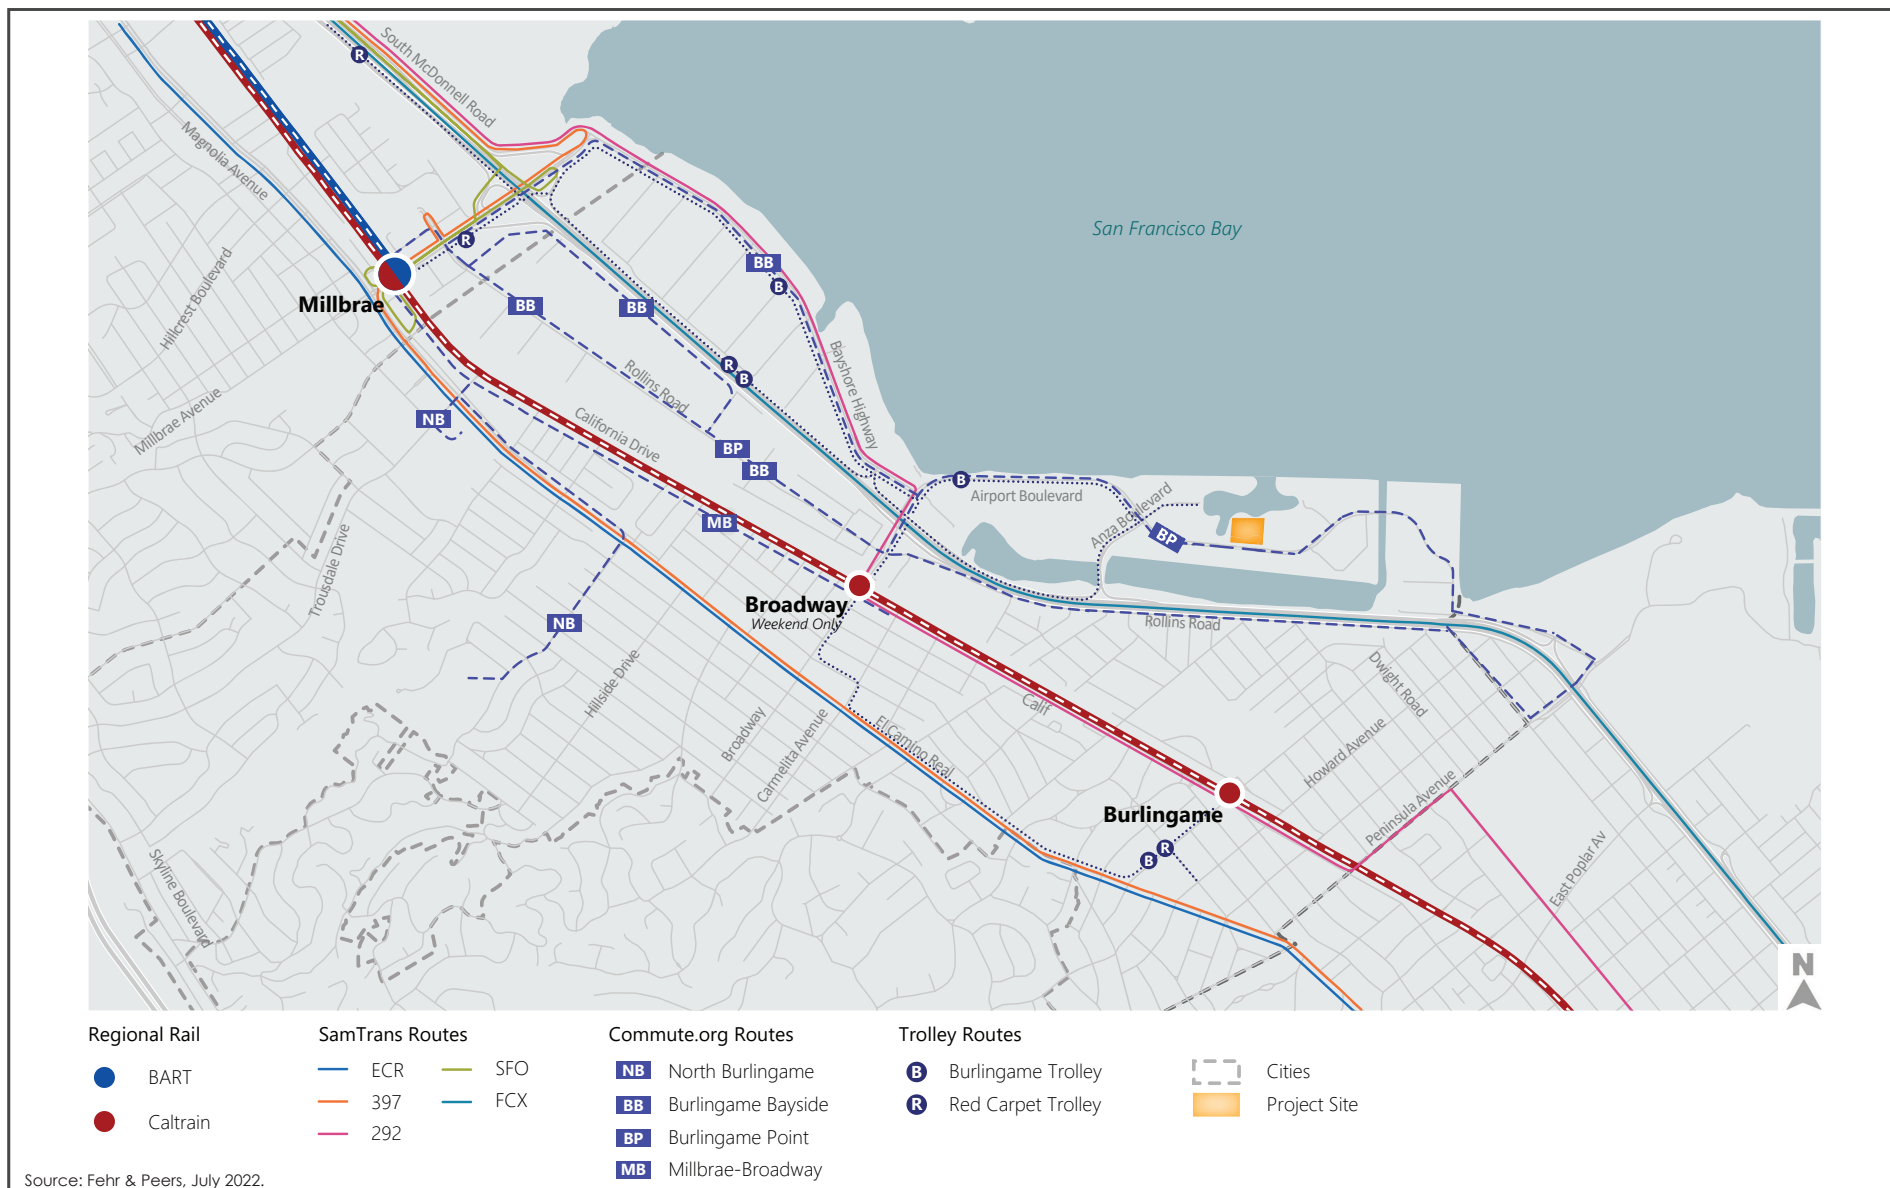 R
South McDonnell Road
Magnolia Avenue
San Francisco Bay
R
Hillcrest Boulevard
BB
B
Millbrae
BB
BB
Bayshore Highway
R
B
Rollins Road
Millbrae Avenue
NB
California Drive
BP
BB
B
Airport Boulevard
Anza Boulevard
MB
BP
Trousdale Drive
Broadway
Weekend Only
NB
Rollins Road
Hillside Drive
Dwight Road
Calif
Broadway
Carmelita Avenue
El Camino Real
Howard Avenue
Peninsula Avenue
Burlingame
R
B
East Poplar Av
Skyline Boulevard
N
Regional Rail
BART
Caltrain
SamTrans Routes
ECR
397
292
SFO
FCX
Commute.org Routes
NB North Burlingame
BB Burlingame Bayside
BP Burlingame Point
MB Millbrae-Broadway
Trolley Routes
B Burlingame Trolley
R Red Carpet Trolley
Cities
Project Site
Source: Fehr & Peers, July 2022.